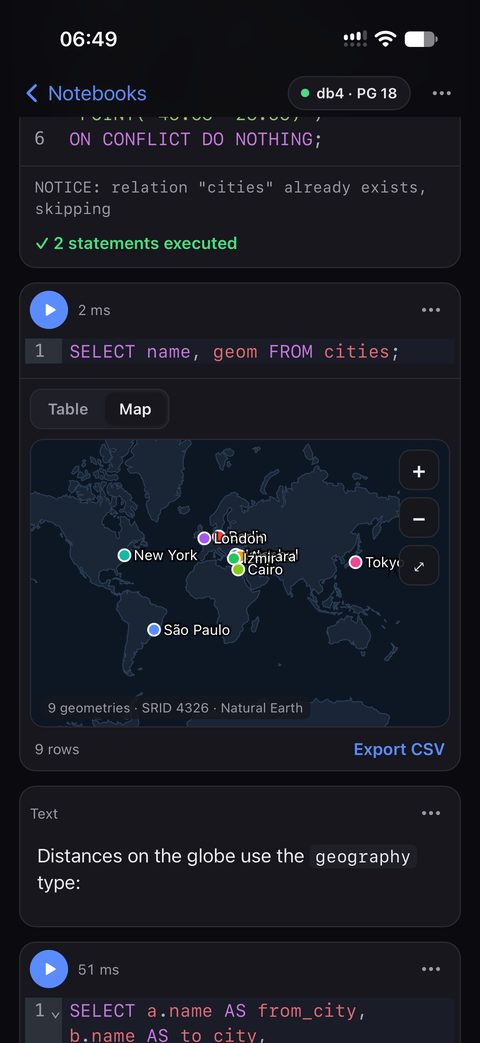 06:49
Notebooks
db4 · PG 18
6 ON CONFLICT DO NOTHING;
NOTICE: relation "cities" already exists,
skipping
✓ 2 statements executed
2 ms
1 SELECT name, geom FROM cities;
Table Map
+
−
Berlin
London
New York
Izmir
Cairo
Tokyo
São Paulo
9 geometries · SRID 4326 · Natural Earth
9 rows
Export CSV
Text
Distances on the globe use the geography
type:
51 ms
1 SELECT a.name AS from_city,
b.name AS to_city,